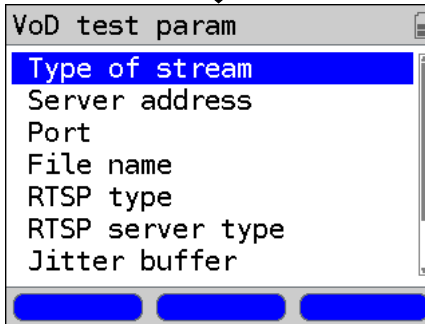 VoD test param
Type of stream
Server address
Port
File name
RTSP type
RTSP server type
Jitter buffer